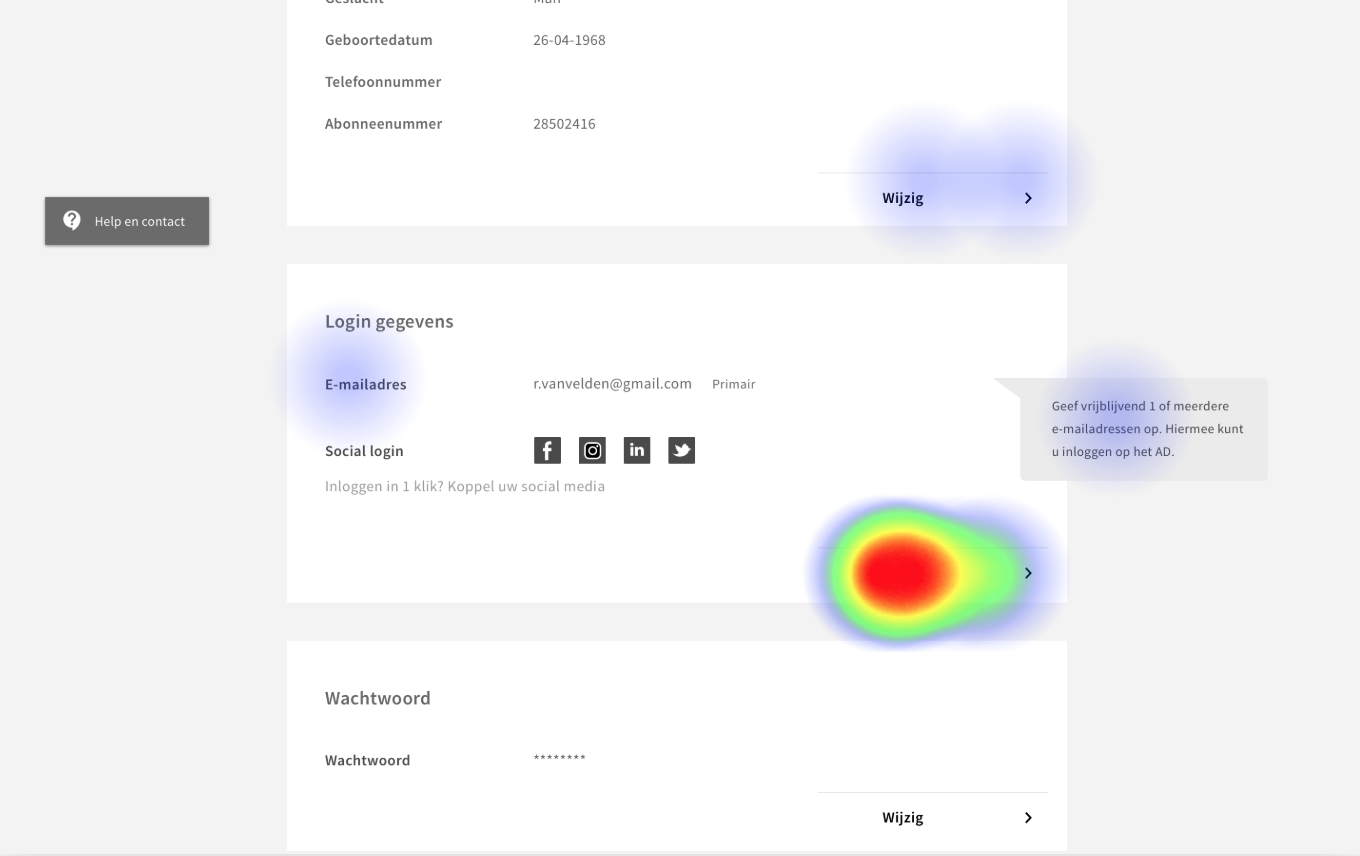 Geslacht Man
Geboortedatum 26-04-1968
Telefoonnummer
Abonneenummer 28502416
Wijzig
Help en contact
Login gegevens
E-mailadres r.vanvelden@gmail.com Primair
Geef vrijblijvend 1 of meerdere
e-mailadressen op. Hiermee kunt
u inloggen op het AD.
Social login
Inloggen in 1 klik? Koppel uw social media
Wachtwoord
Wachtwoord ********
Wijzig